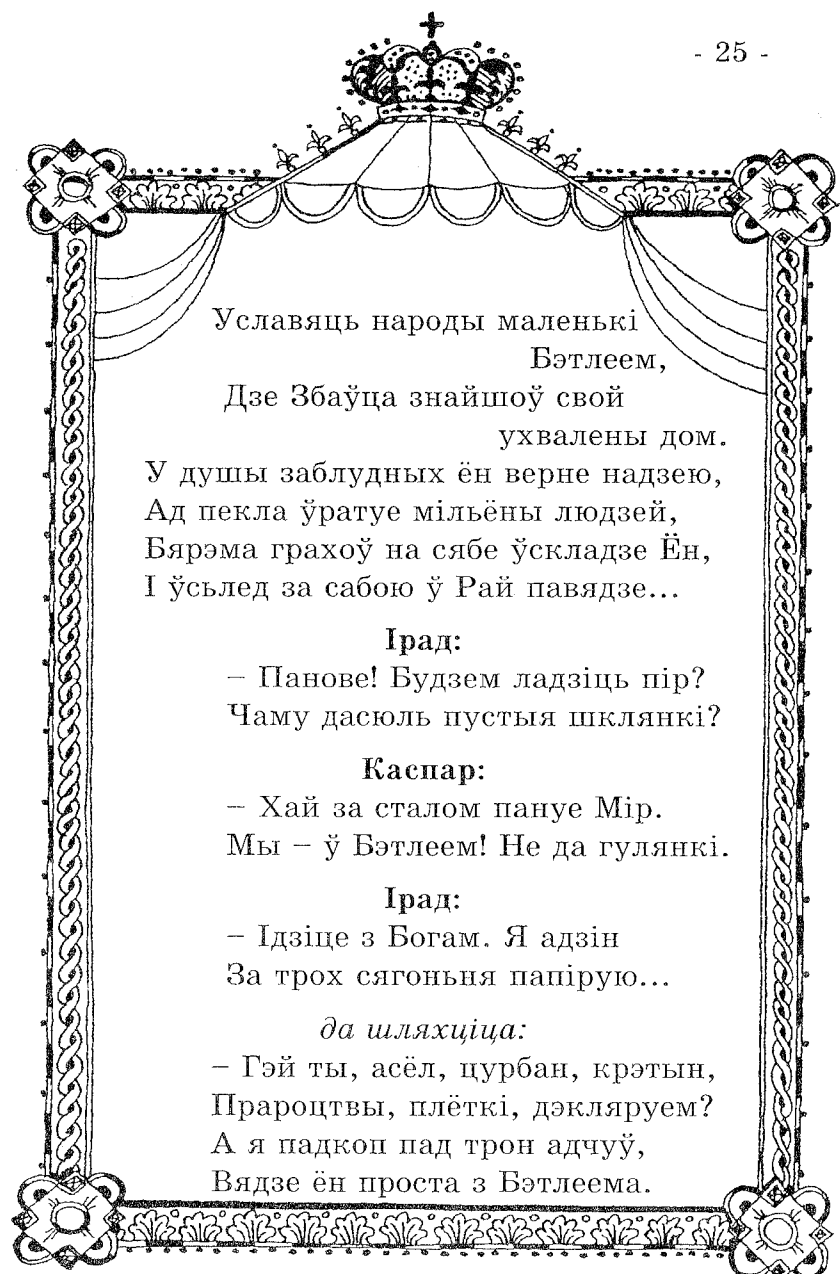 - 25 -
Уславяць народы маленькі
Бэтлеем,
Дзе Збаўца знайшоў свой
ухвалены дом.
У душы заблудных ён верне надзею,
Ад пекла ўратуе мільёны людзей,
Бярэма грахоў на сябе ўскладзе Ён,
І ўсьлед за сабою ў Рай павядзе...
Ірад:
– Панове! Будзем ладзіць пір?
Чаму дасюль пустыя шклянкі?
Каспар:
– Хай за сталом пануе Мір.
Мы – ў Бэтлеем! Не да гулянкі.
Ірад:
– Ідзіце з Богам. Я адзін
За трох сягоньня папірую...
да шляхціца:
– Гэй ты, асёл, цурбан, крэтын,
Прароцтвы, плёткі, дэкляруем?
А я падкоп пад трон адчуў,
Вядзе ён проста з Бэтлеема.